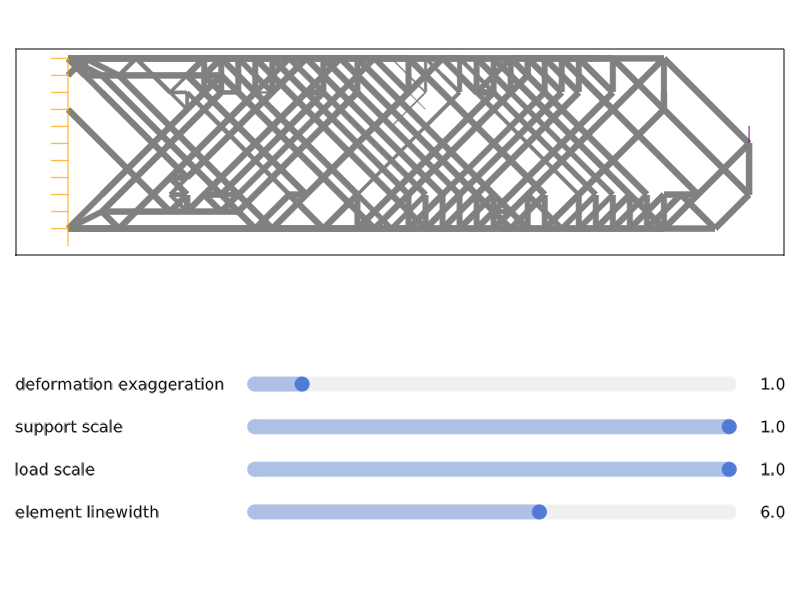 deformation exaggeration 1.0
support scale 1.0
load scale 1.0
element linewidth 6.0